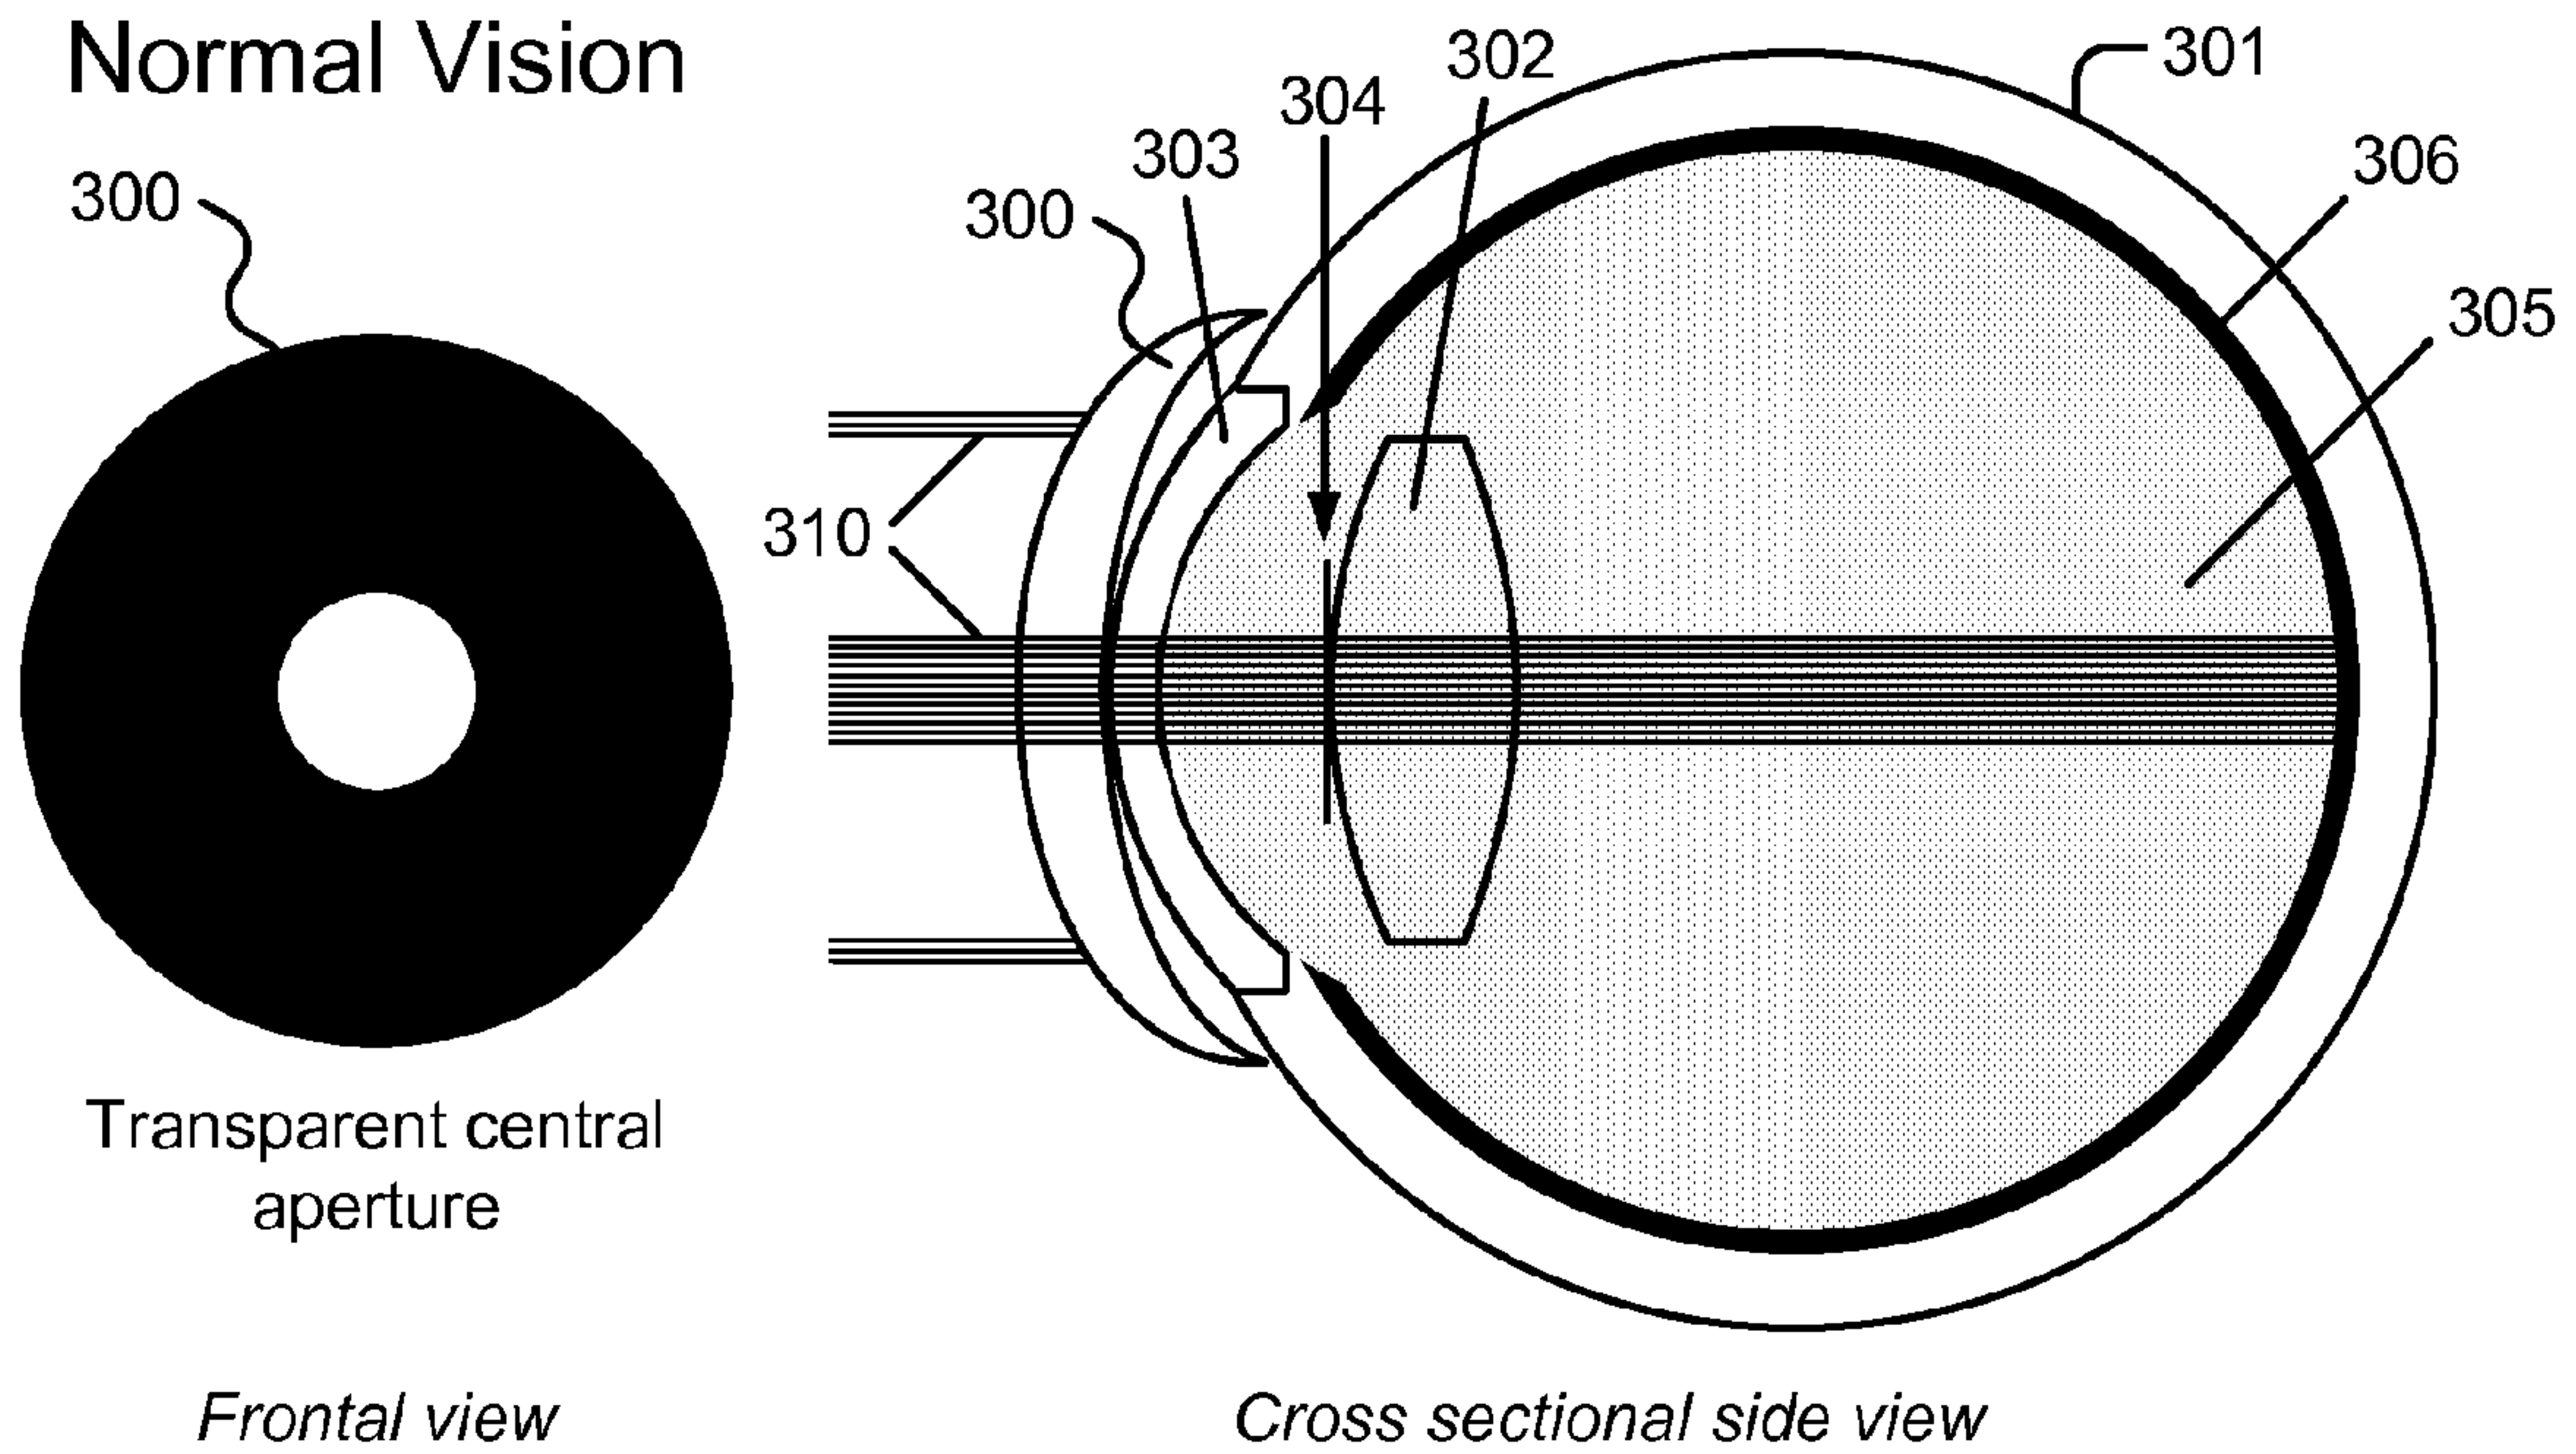 Normal Vision
300
Transparent central
aperture
Frontal view
302
301
304
303
306
300
305
310
Cross sectional side view